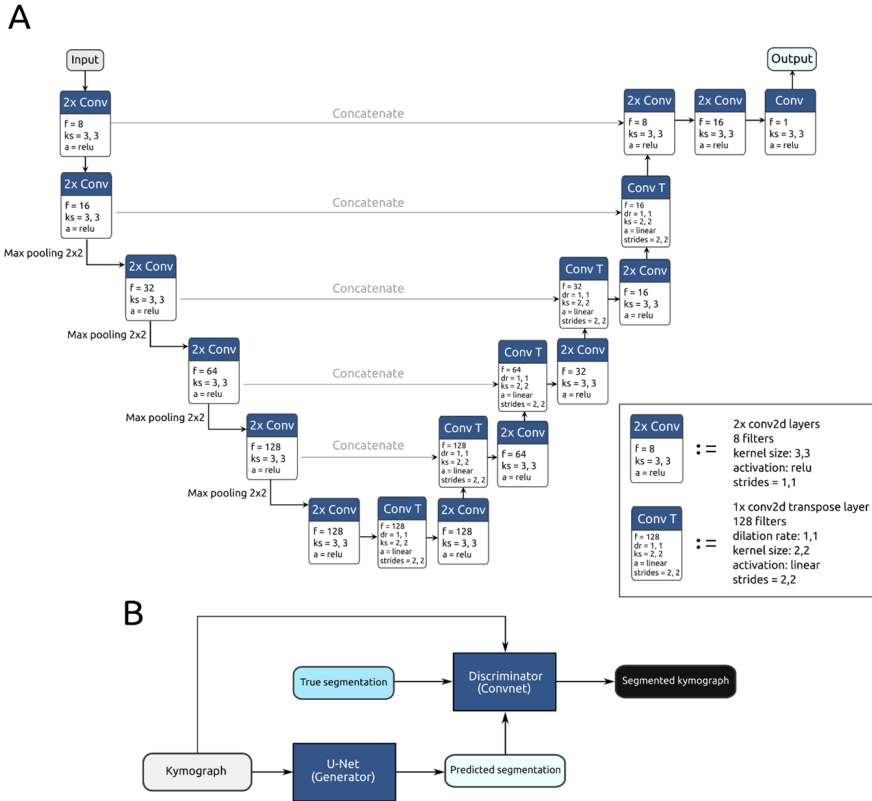 A
Input
Output
2x Conv
f = 8
ks = 3, 3
a = relu
Concatenate
2x Conv
f = 8
ks = 3, 3
a = relu
2x Conv
f = 16
ks = 3, 3
a = relu
Conv
f = 1
ks = 3, 3
a = relu
2x Conv
f = 16
ks = 3, 3
a = relu
Concatenate
Conv T
f = 16
dr = 1, 1
ks = 2, 2
a = linear
strides = 2, 2
Max pooling 2x2
2x Conv
f = 32
ks = 3, 3
a = relu
Concatenate
Conv T
f = 32
dr = 1, 1
ks = 2, 2
a = linear
strides = 2, 2
2x Conv
f = 16
ks = 3, 3
a = relu
Max pooling 2x2
2x Conv
f = 64
ks = 3, 3
a = relu
Concatenate
Conv T
f = 64
dr = 1, 1
ks = 2, 2
a = linear
strides = 2, 2
2x Conv
f = 32
ks = 3, 3
a = relu
Max pooling 2x2
2x Conv
f = 128
ks = 3, 3
a = relu
Concatenate
Conv T
f = 128
dr = 1, 1
ks = 2, 2
a = linear
strides = 2, 2
2x Conv
f = 64
ks = 3, 3
a = relu
Max pooling 2x2
2x Conv
f = 128
ks = 3, 3
a = relu
Conv T
f = 128
dr = 1, 1
ks = 2, 2
a = linear
strides = 2, 2
2x Conv
f = 128
ks = 3, 3
a = relu
2x Conv
f = 8
ks = 3, 3
a = relu
:=
2x conv2d layers
8 filters
kernel size: 3,3
activation: relu
strides = 1,1
Conv T
f = 128
dr = 1, 1
ks = 2, 2
a = linear
strides = 2, 2
:=
1x conv2d transpose layer
128 filters
dilation rate: 1,1
kernel size: 2,2
activation: linear
strides = 2,2
B
True segmentation
Discriminator
(Convnet)
Segmented kymograph
Kymograph
U-Net
(Generator)
Predicted segmentation